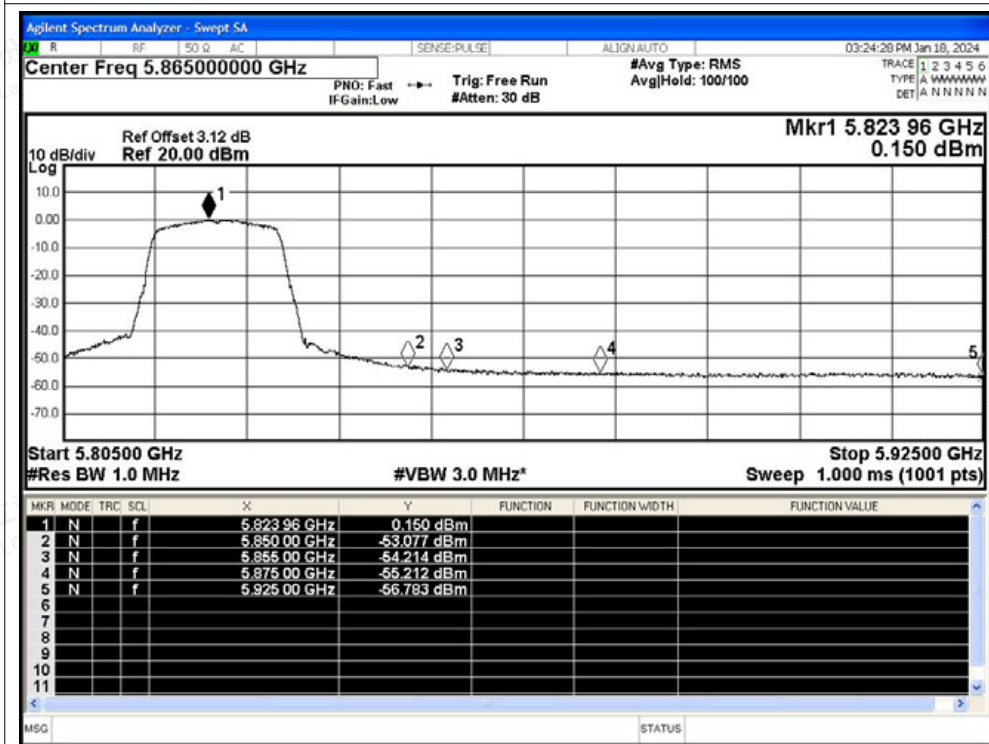 Agilent Spectrum Analyzer - Swept SA
LXI R RF 50 Ω AC SENSE:PULSE ALIGN AUTO 03:24:28 PM Jan 18, 2024
Center Freq 5.865000000 GHz
PNO: Fast
IFGain:Low
Trig: Free Run
#Atten: 30 dB
#Avg Type: RMS
Avg|Hold: 100/100
TRACE 1 2 3 4 5 6
TYPE A WWWWW
DET A N N N N N
Mkr1 5.823 96 GHz
0.150 dBm
Ref Offset 3.12 dB
10 dB/div Ref 20.00 dBm
Log
10.0
0.00
-10.0
-20.0
-30.0
-40.0
-50.0
-60.0
-70.0
1
2
3
4
5
Start 5.80500 GHz Stop 5.92500 GHz
#Res BW 1.0 MHz #VBW 3.0 MHz* Sweep 1.000 ms (1001 pts)
MKR MODE TRC SCL X Y FUNCTION FUNCTION WIDTH FUNCTION VALUE
1 N f 5.823 96 GHz 0.150 dBm
2 N f 5.850 00 GHz -53.077 dBm
3 N f 5.855 00 GHz -54.214 dBm
4 N f 5.875 00 GHz -55.212 dBm
5 N f 5.925 00 GHz -56.783 dBm
6
7
8
9
10
11
MSG STATUS